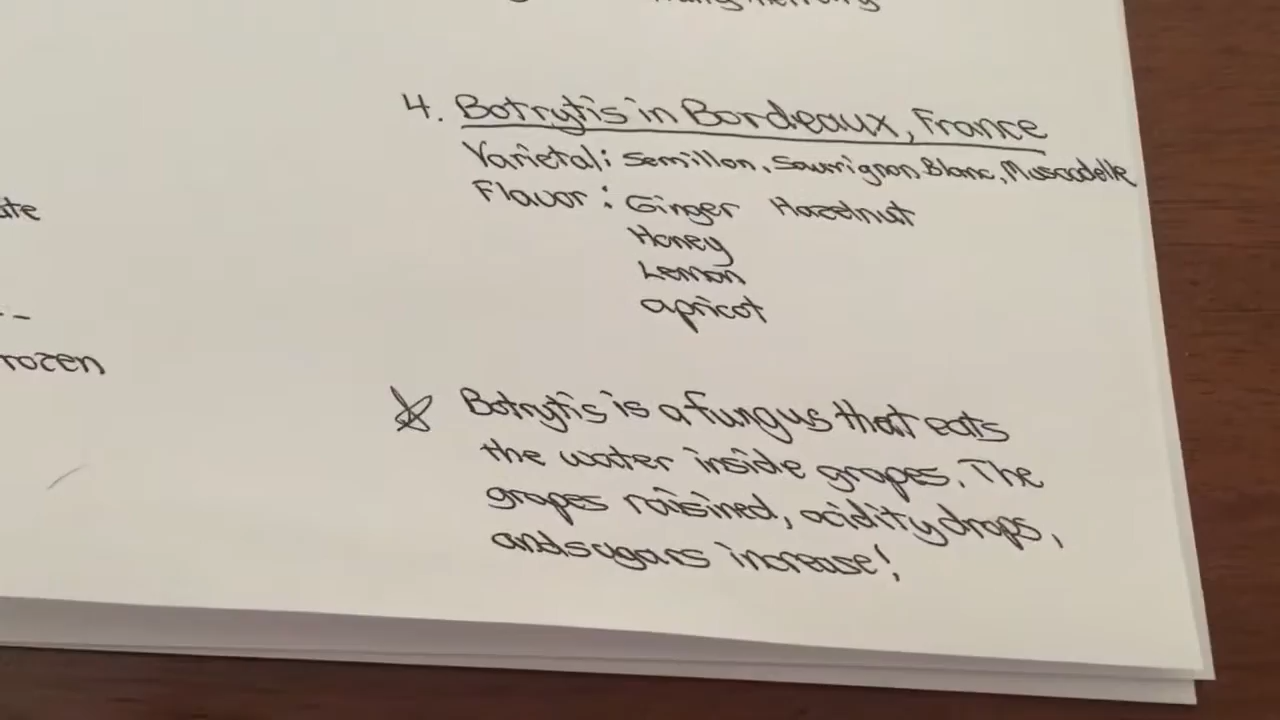 4. Botrytis in Bordeaux, France
Varietal: Semillon, Sauvrignon Blanc, Muscadelle
Flavor: Ginger Hazelnut
Honey
Lemon
apricot
ate
--
rozen
☆ Botrytis is a fungus that eats
the water inside grapes. The
grapes raisined, acidity drops,
and sugars increase!,